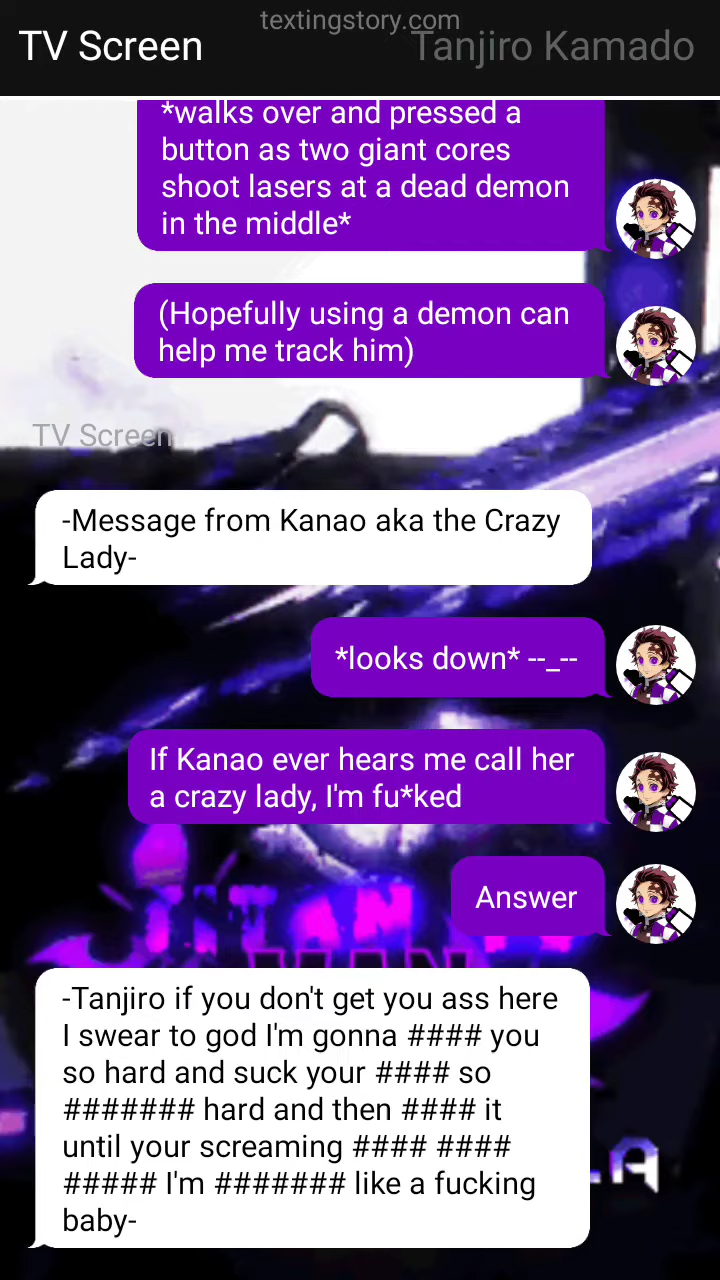 textingstory.com
TV Screen
Tanjiro Kamado
*walks over and pressed a
button as two giant cores
shoot lasers at a dead demon
in the middle*
(Hopefully using a demon can
help me track him)
TV Screen
-Message from Kanao aka the Crazy
Lady-
*looks down* --_--
If Kanao ever hears me call her
a crazy lady, I'm fu*ked
Answer
-Tanjiro if you don't get you ass here
I swear to god I'm gonna #### you
so hard and suck your #### so
####### hard and then #### it
until your screaming #### ####
##### I'm ####### like a fucking
baby-